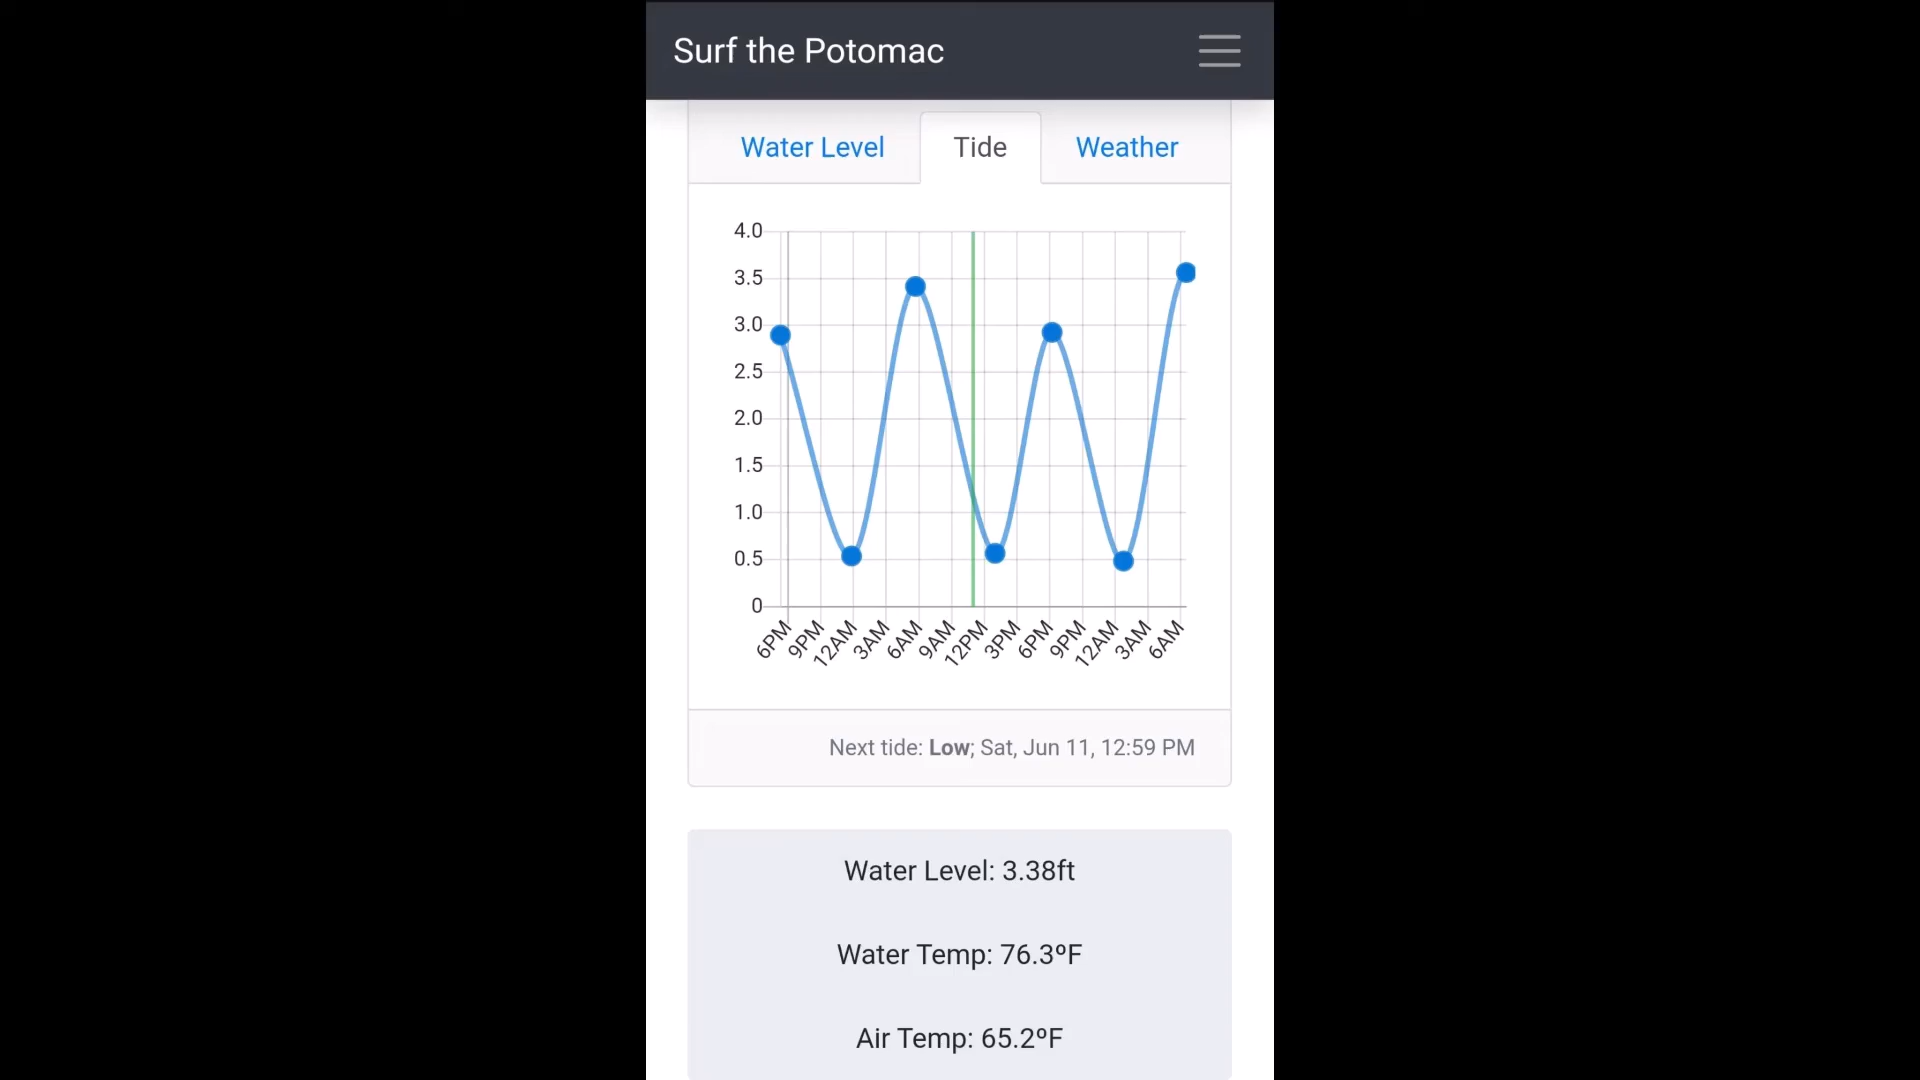 Surf the Potomac
Water Level
Tide
Weather
4.0
3.5
3.0
2.5
2.0
1.5
1.0
0.5
0
6PM
9PM
12AM
3AM
6AM
9AM
12PM
3PM
6PM
9PM
12AM
3AM
6AM
Next tide: Low; Sat, Jun 11, 12:59 PM
Water Level: 3.38ft
Water Temp: 76.3ºF
Air Temp: 65.2ºF